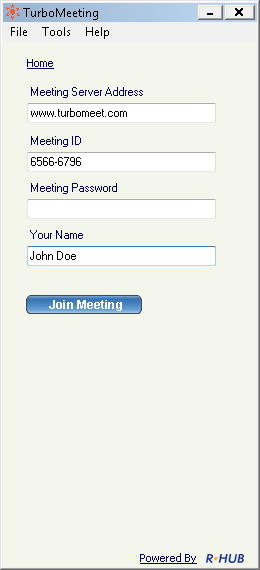 TurboMeeting
File Tools Help
Home
Meeting Server Address
www.turbomeet.com
Meeting ID
6566-6796
Meeting Password
Your Name
John Doe
Join Meeting
Powered By R•HUB